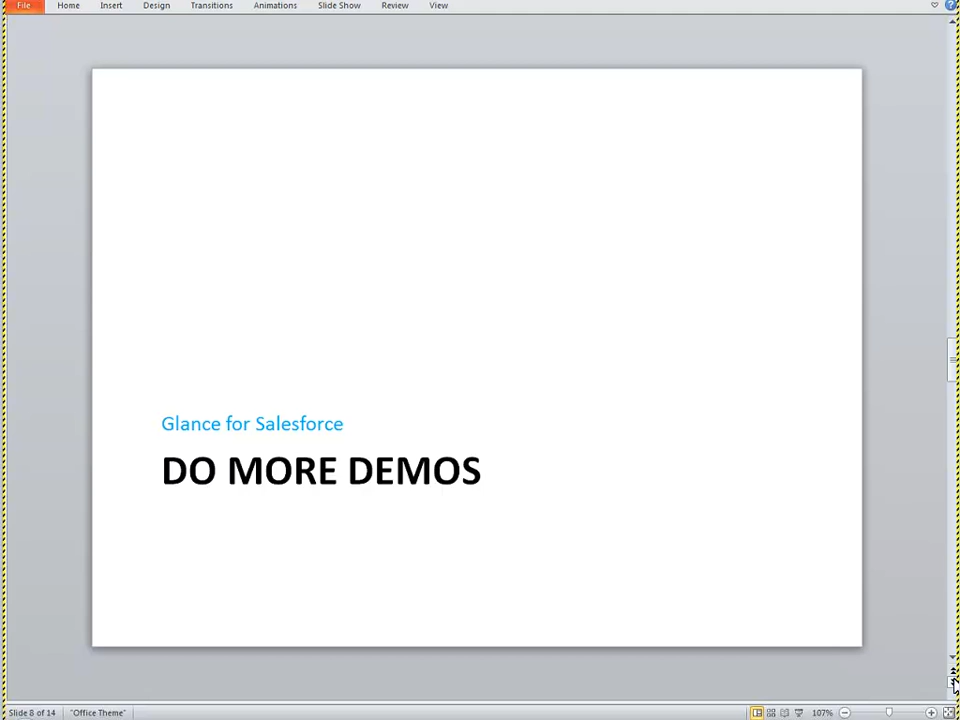 File Home Insert Design Transitions Animations Slide Show Review View
Glance for Salesforce
DO MORE DEMOS
Slide 8 of 14 "Office Theme" 107%